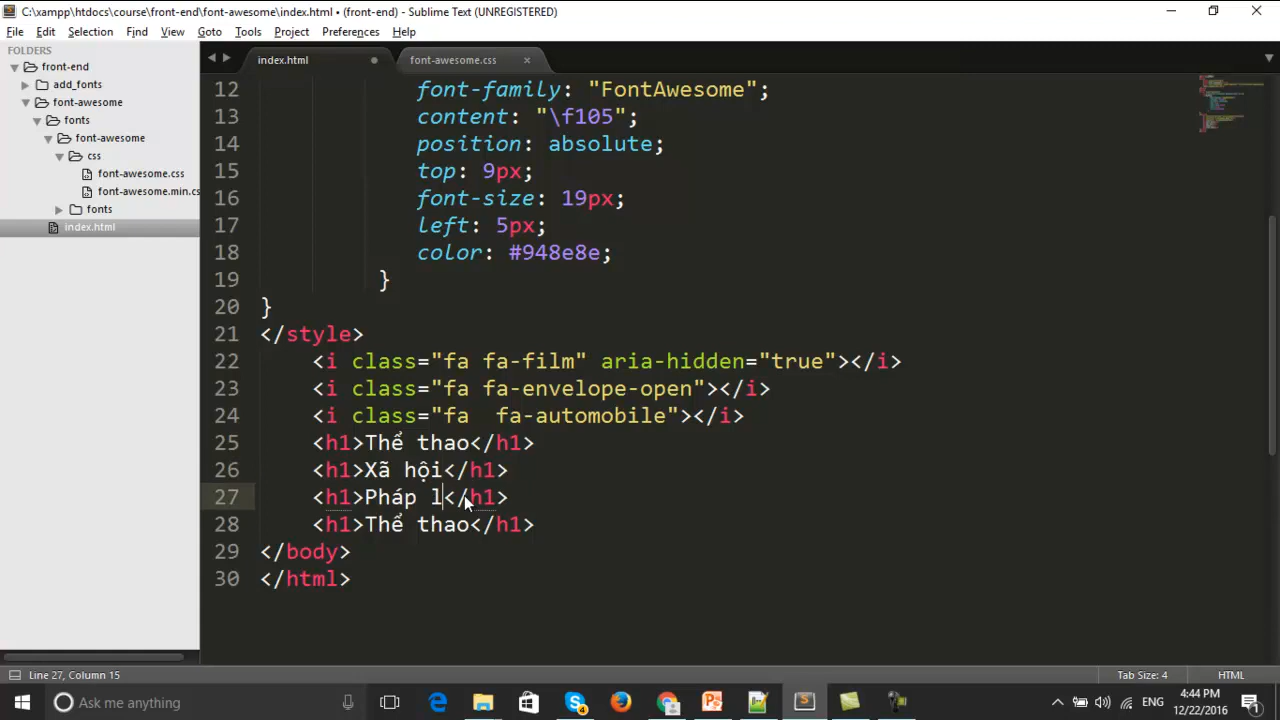 C:\xampp\htdocs\course\front-end\font-awesome\index.html • (front-end) - Sublime Text (UNREGISTERED)
File Edit Selection Find View Goto Tools Project Preferences Help
FOLDERS
front-end
add_fonts
font-awesome
fonts
font-awesome
css
font-awesome.css
font-awesome.min.cs
fonts
index.html
index.html font-awesome.css ×
12 font-family: "FontAwesome";
13 content: "\f105";
14 position: absolute;
15 top: 9px;
16 font-size: 19px;
17 left: 5px;
18 color: #948e8e;
19 }
20 }
21 </style>
22 <i class="fa fa-film" aria-hidden="true"></i>
23 <i class="fa fa-envelope-open"></i>
24 <i class="fa  fa-automobile"></i>
25 <h1>Thể thao</h1>
26 <h1>Xã hội</h1>
27 <h1>Pháp l</h1>
28 <h1>Thể thao</h1>
29 </body>
30 </html>
Line 27, Column 15 Tab Size: 4 HTML
Ask me anything
4
ENG
4:44 PM
12/22/2016
1